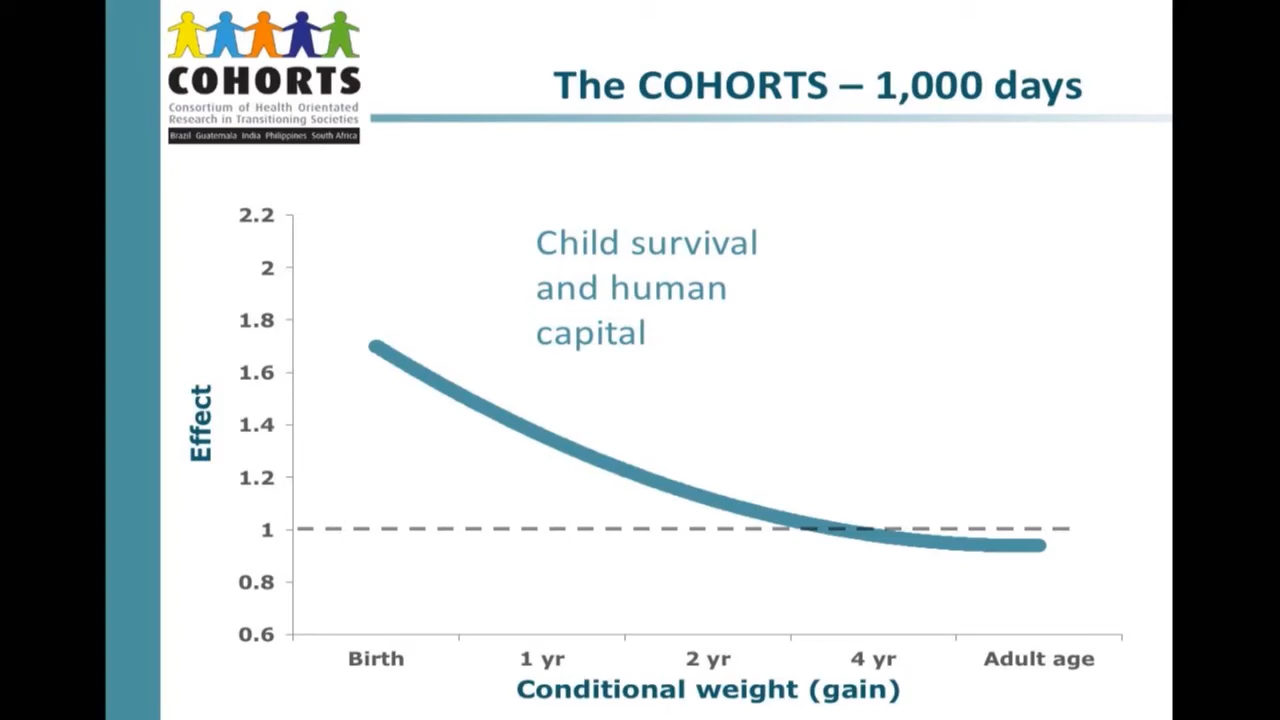 COHORTS
Consortium of Health Orientated
Research in Transitioning Societies
Brazil Guatemala India Philippines South Africa
The COHORTS – 1,000 days
Child survival
and human
capital
2.2
2
1.8
1.6
1.4
1.2
1
0.8
0.6
Effect
Birth 1 yr 2 yr 4 yr Adult age
Conditional weight (gain)